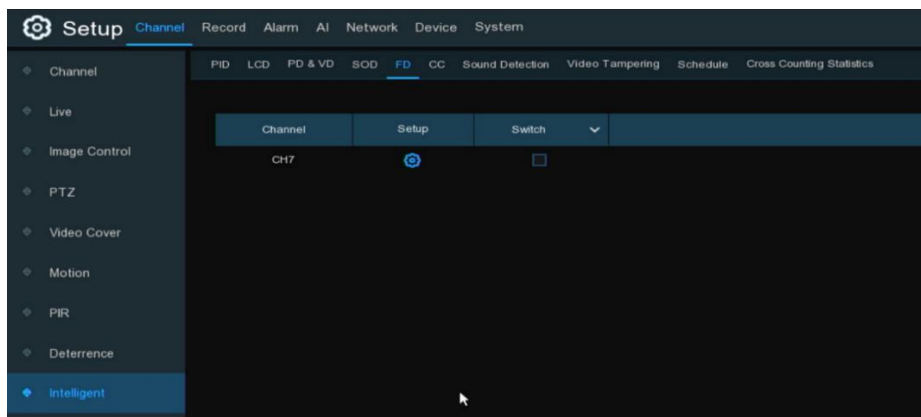 Setup Channel Record Alarm AI Network Device System
Channel
PID LCD PD & VD SOD FD CC Sound Detection Video Tampering Schedule Cross Counting Statistics
Live
Channel Setup Switch
Image Control
CH7
PTZ
Video Cover
Motion
PIR
Deterrence
Intelligent